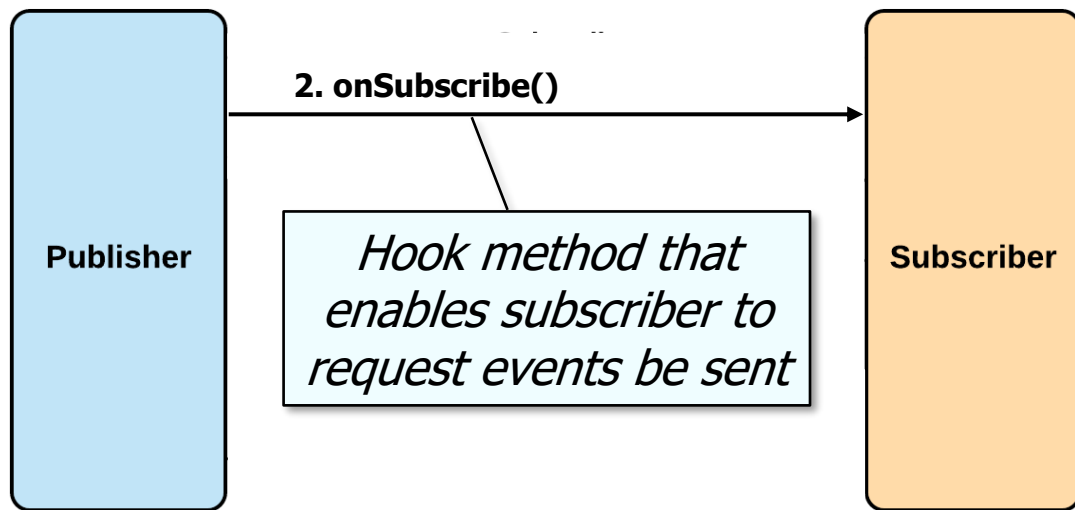 2. onSubscribe()
Publisher
Hook method that
enables subscriber to
request events be sent
Subscriber